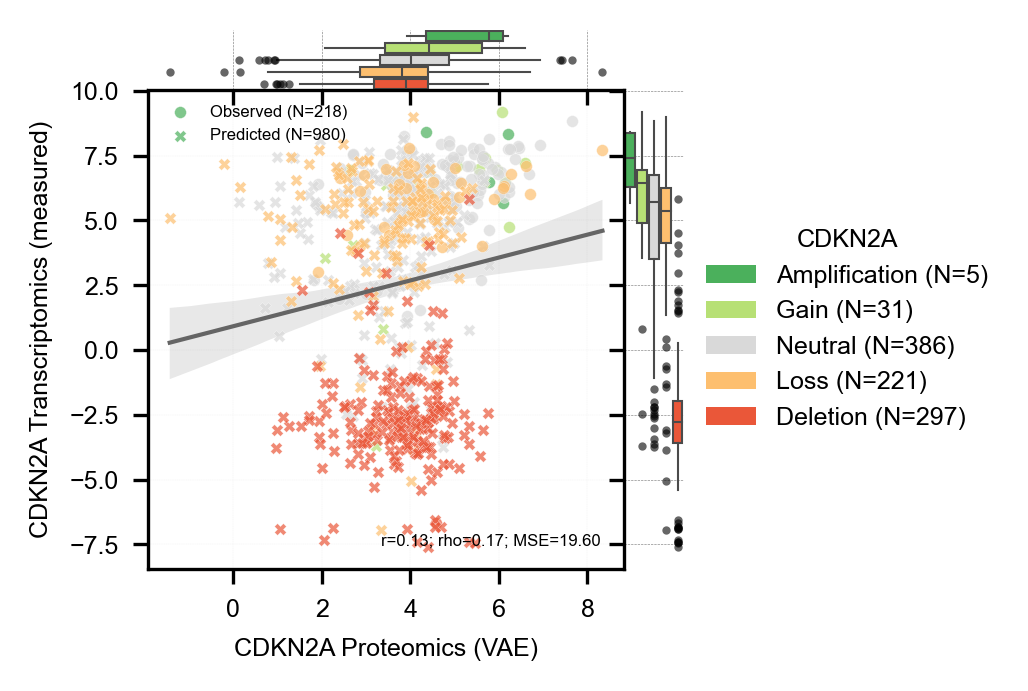 Observed (N=218)
Predicted (N=980)
10.0
7.5
5.0
2.5
0.0
−2.5
−5.0
−7.5
CDKN2A Transcriptomics (measured)
r=0.13; rho=0.17; MSE=19.60
0 2 4 6 8
CDKN2A Proteomics (VAE)
CDKN2A
Amplification (N=5)
Gain (N=31)
Neutral (N=386)
Loss (N=221)
Deletion (N=297)